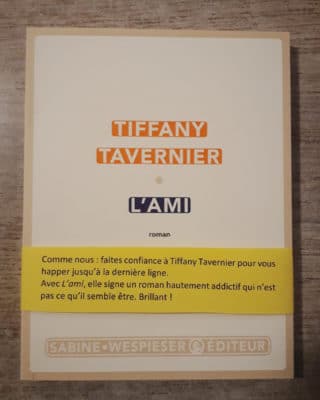 TIFFANY
TAVERNIER
L'AMI
roman
Comme nous : faites confiance à Tiffany Tavernier pour vous
happer jusqu'à la dernière ligne.
Avec L'ami, elle signe un roman hautement addictif qui n'est
pas ce qu'il semble être. Brillant !
SABINE•WESPIESER ÉDITEUR